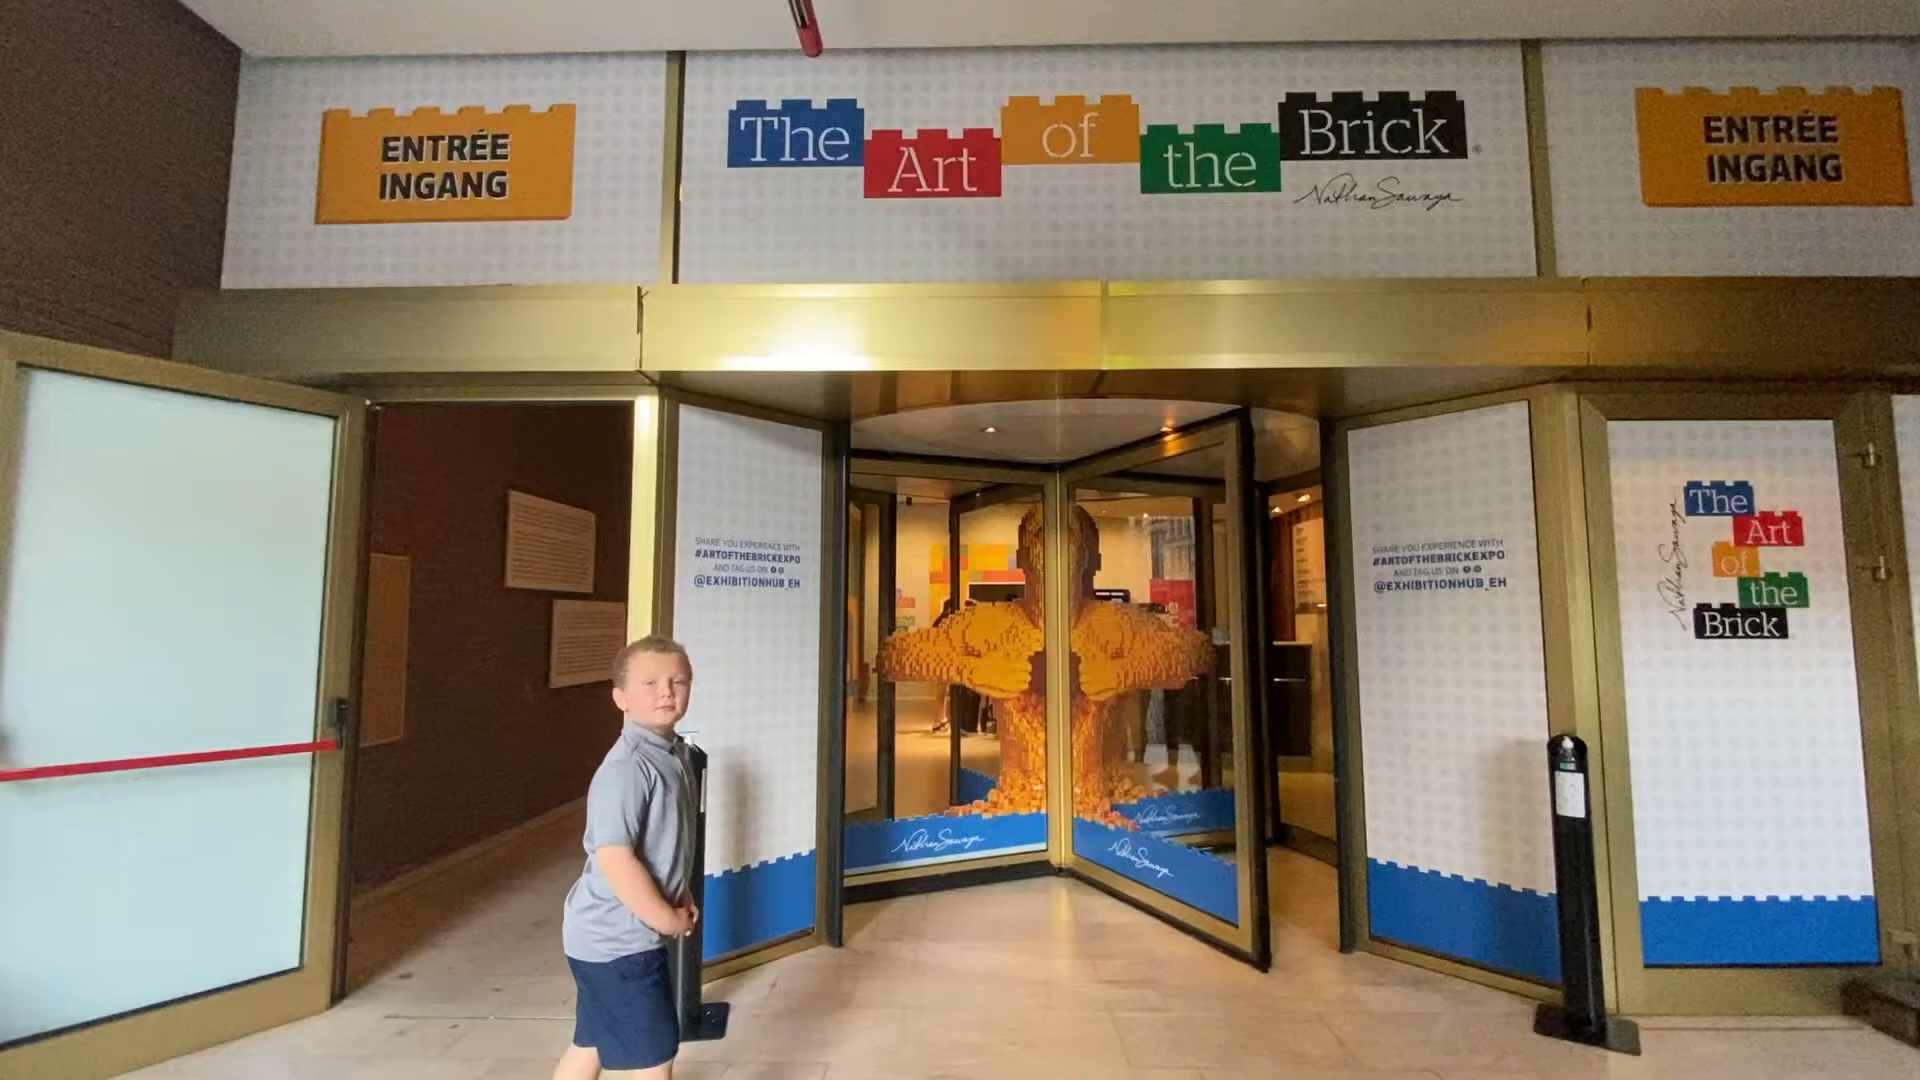 ENTRÉE
INGANG
The Art of the Brick®
Nathan Sawaya
ENTRÉE
INGANG
SHARE YOU EXPERIENCE WITH
#ARTOFTHEBRICKEXPO
AND TAG US ON
@EXHIBITIONHUB_EH
Nathan Sawaya
Nathan Sawaya
Nathan Sawaya
SHARE YOU EXPERIENCE WITH
#ARTOFTHEBRICKEXPO
AND TAG US ON
@EXHIBITIONHUB_EH
Nathan Sawaya
The
Art
of
the
Brick